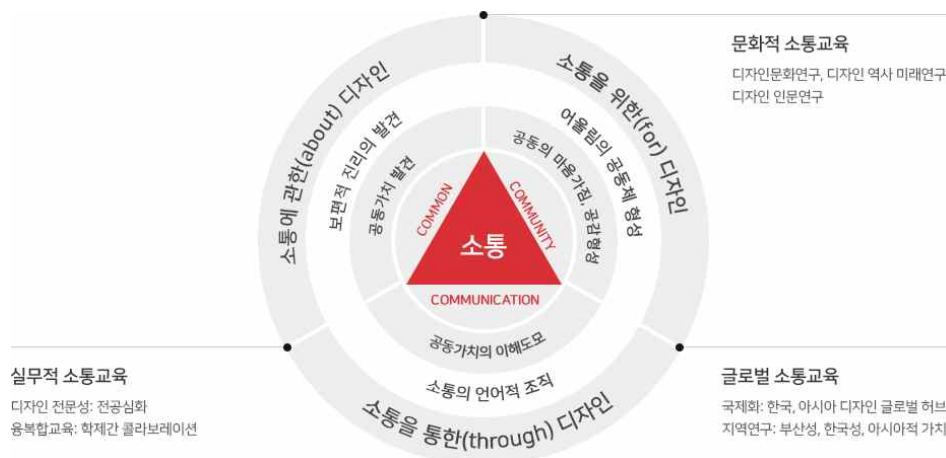 문화적 소통교육
디자인문화연구, 디자인 역사 미래연구
디자인 인문연구
소통에 관한(about) 디자인
소통을 위한(for) 디자인
보편적 진리의 발견
어울림의 공동체 형성
공동가치 발견
공동의 마음가짐, 공감형성
COMMON
COMMUNITY
소통
COMMUNICATION
공동가치의 이해도모
소통의 언어적 조직
소통을 통한(through) 디자인
실무적 소통교육
디자인 전문성: 전공심화
융복합교육: 학제간 콜라보레이션
글로벌 소통교육
국제화: 한국, 아시아 디자인 글로벌 허브
지역연구: 부산성, 한국성, 아시아적 가치